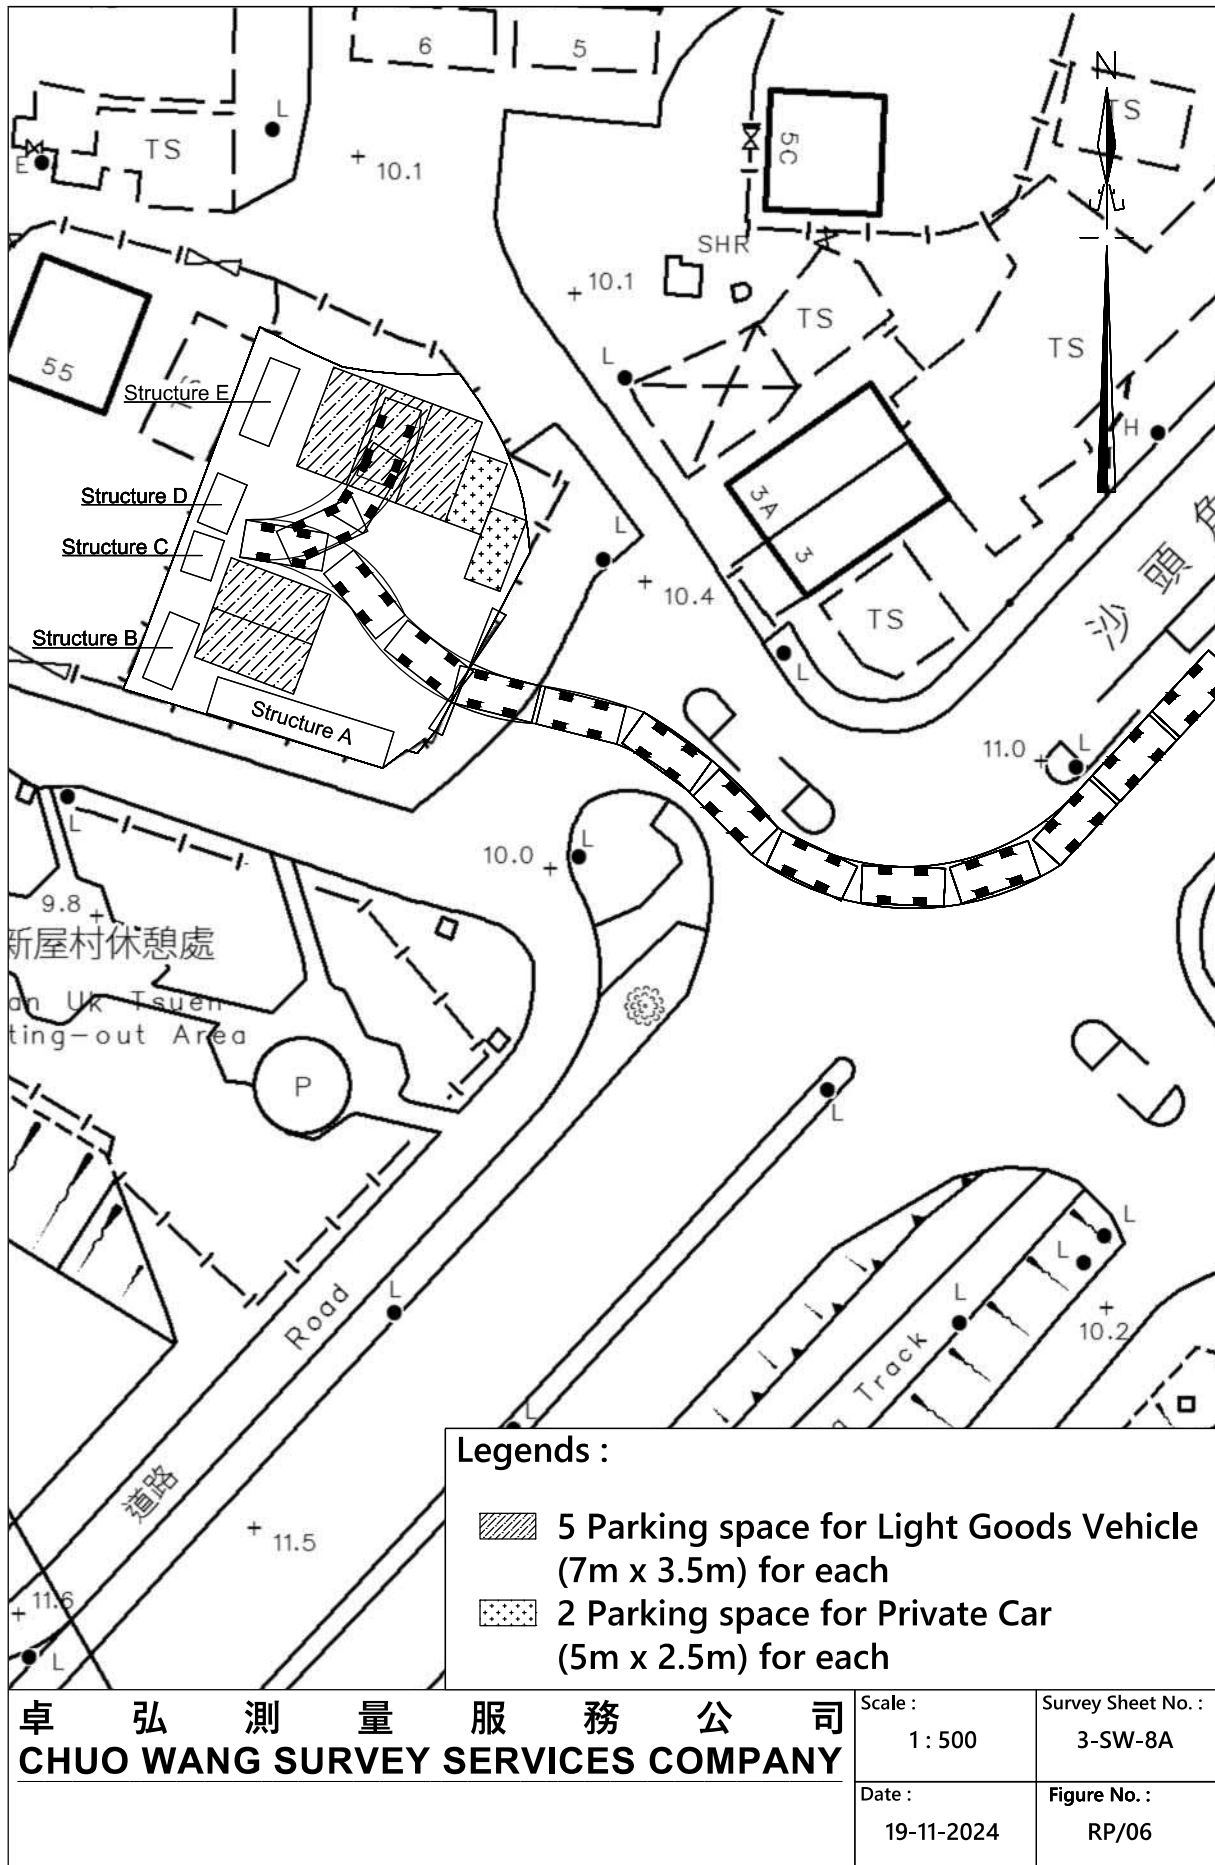 6
5
L
N
TS
5C
TS
E
10.1
SHR
10.1
TS
TS
L
55
TS
Structure E
H
3A
3
Structure D
L
角
Structure C
10.4
頭
TS
沙
Structure B
L
Structure A
11.0
L
L
10.0
L
9.8
新屋村休憩處
an Uk Tsuen
ting-out Area
P
L
L
L
L
L
Road
10.2
Track
L
道路
11.5
11.6
L
Legends :
5 Parking space for Light Goods Vehicle
(7m x 3.5m) for each
2 Parking space for Private Car
(5m x 2.5m) for each
卓弘測量服務公司
CHUO WANG SURVEY SERVICES COMPANY
Scale :
1 : 500
Survey Sheet No. :
3-SW-8A
Date :
19-11-2024
Figure No. :
RP/06